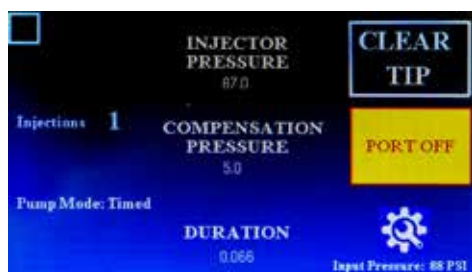 INJECTOR
PRESSURE
87.0
CLEAR
TIP
Injections 1
COMPENSATION
PRESSURE
5.0
PORT OFF
Pump Mode: Timed
DURATION
0.066
Input Pressure: 88 PSI